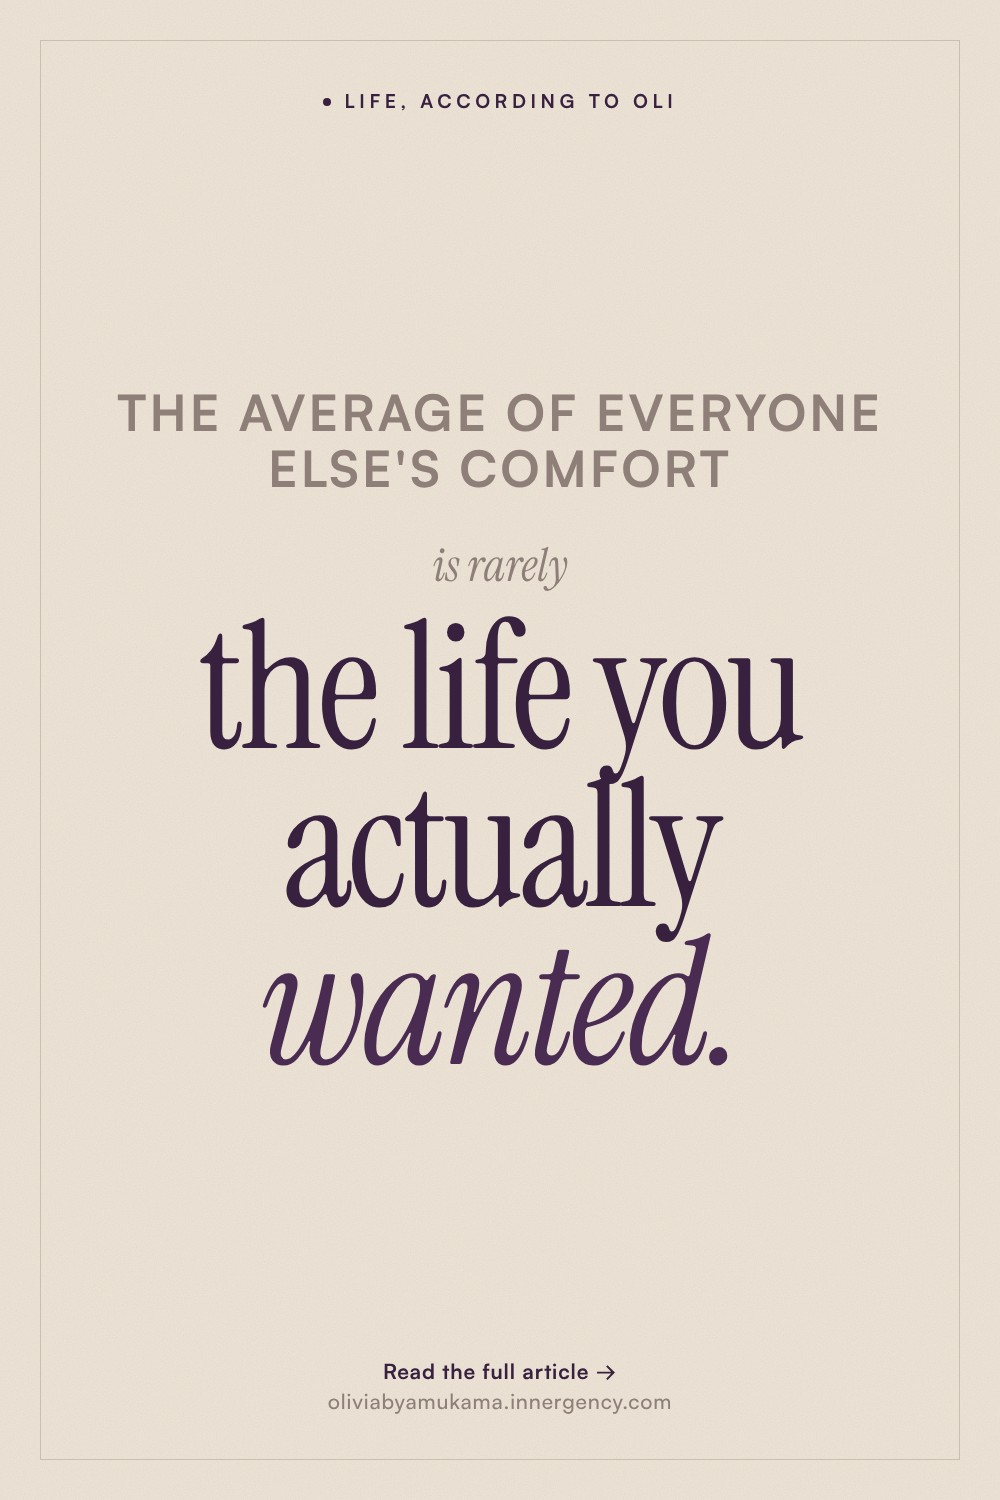 • LIFE, ACCORDING TO OLI
THE AVERAGE OF EVERYONE
ELSE'S COMFORT
is rarely
the life you
actually
wanted.
Read the full article →
oliviabyamukama.innergency.com